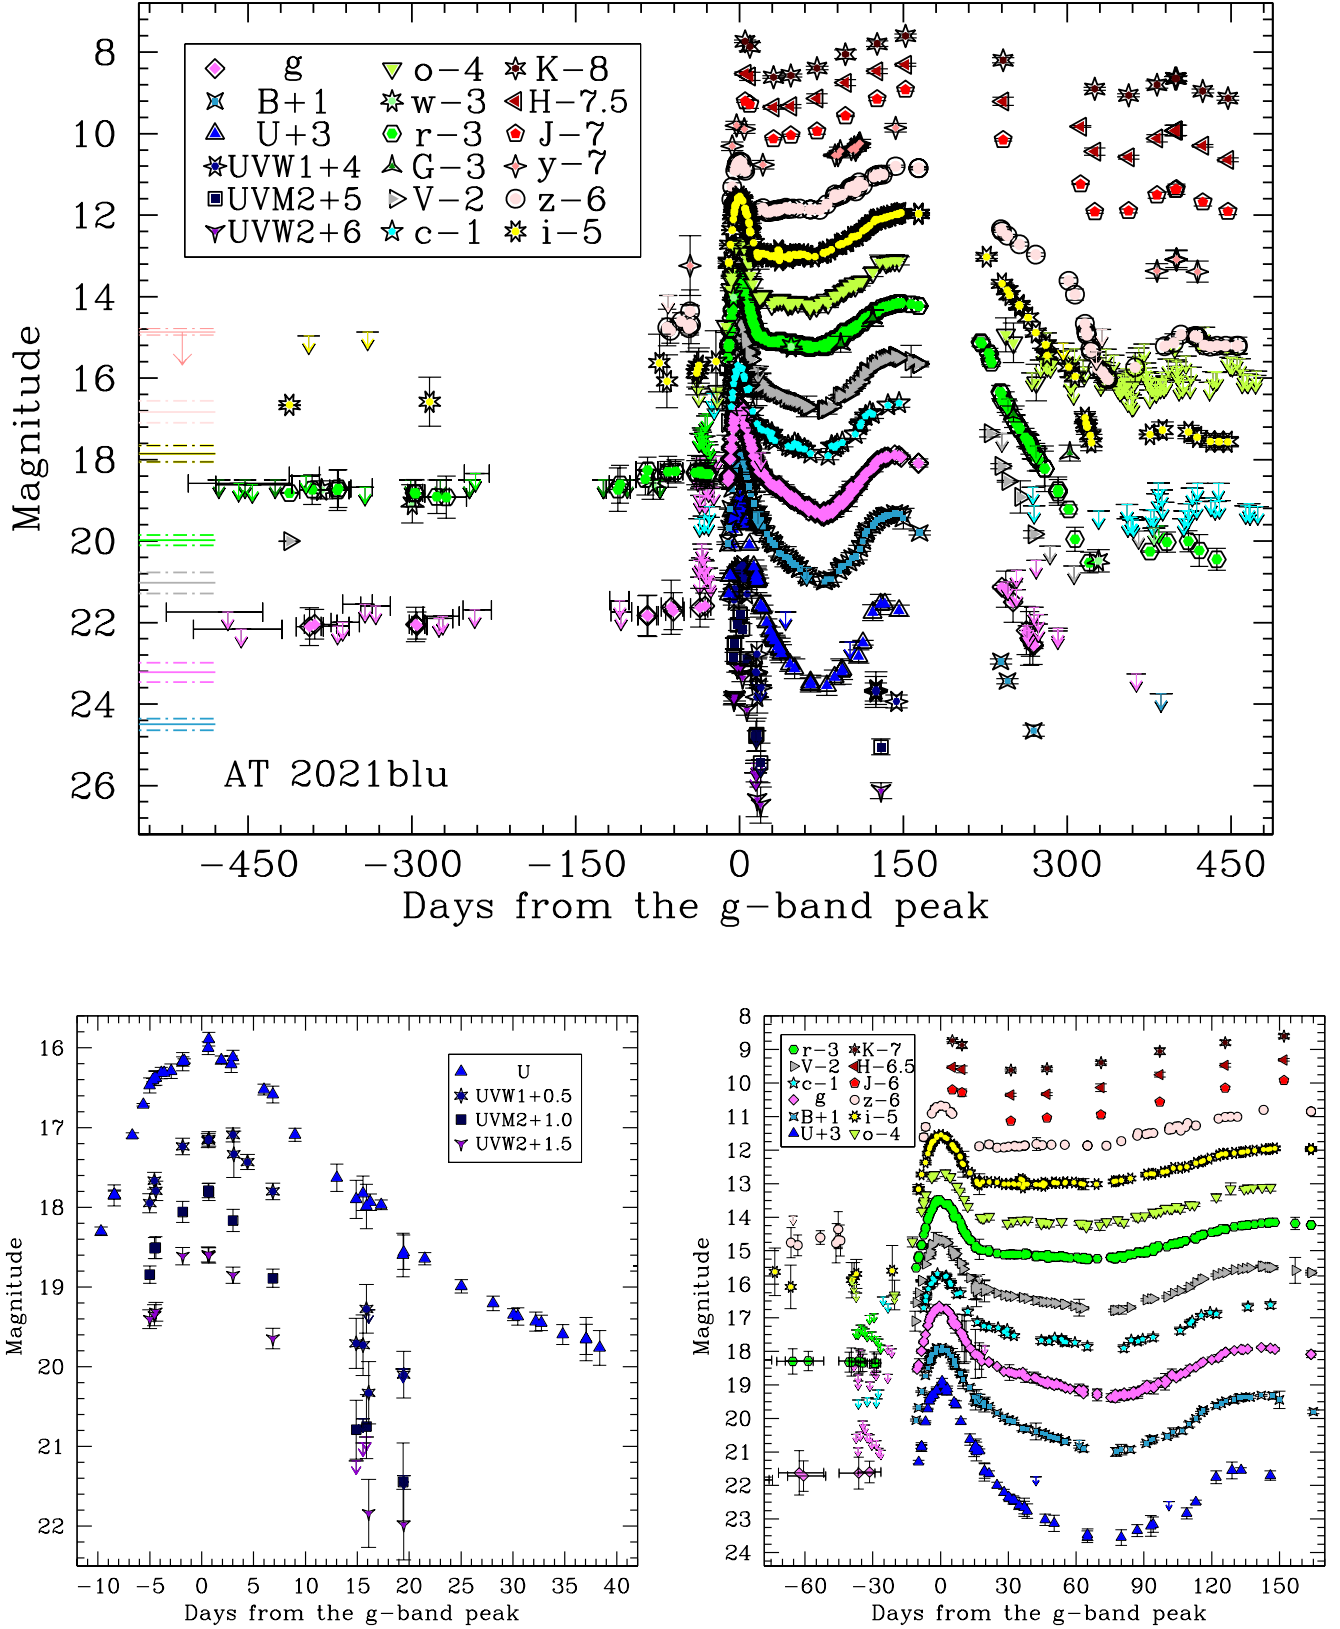 8
10
12
14
16
18
20
22
24
26
Magnitude
g
B+1
U+3
UVW1+4
UVM2+5
UVW2+6
o−4
w−3
r−3
G−3
V−2
c−1
K−8
H−7.5
J−7
y−7
z−6
i−5
AT 2021blu
−450 −300 −150 0 150 300 450
Days from the g−band peak
16
17
18
19
20
21
22
Magnitude
U
UVW1+0.5
UVM2+1.0
UVW2+1.5
−10 −5 0 5 10 15 20 25 30 35 40
Days from the g−band peak
8
9
10
11
12
13
14
15
16
17
18
19
20
21
22
23
24
Magnitude
r−3
V−2
c−1
g
B+1
U+3
K−7
H−6.5
J−6
z−6
i−5
o−4
−60 −30 0 30 60 90 120 150
Days from the g−band peak